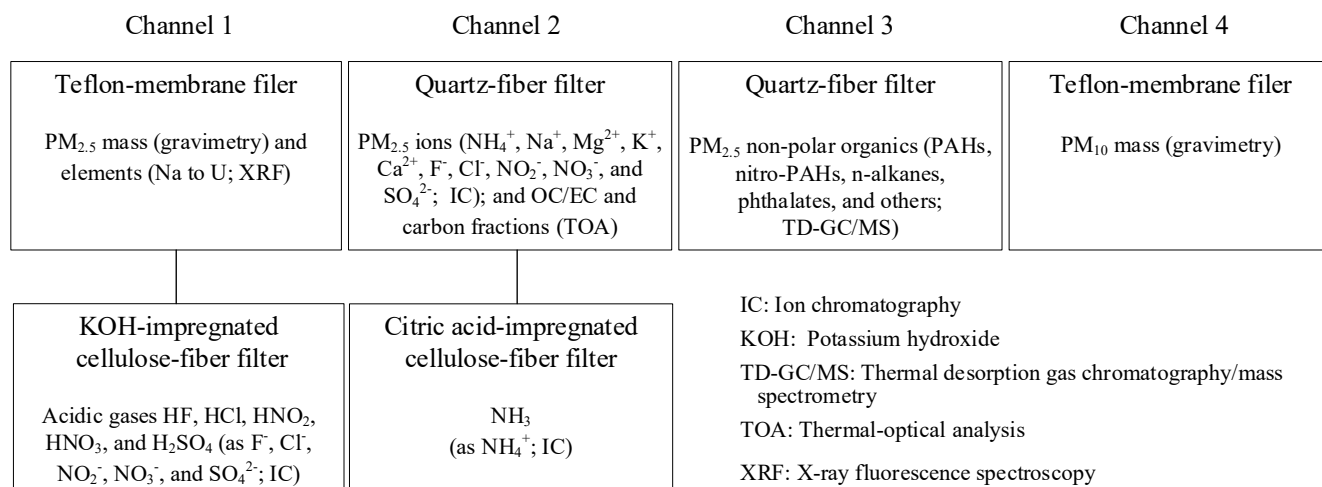 Channel 1
Channel 2
Channel 3
Channel 4
Teflon-membrane filer
PM₂.₅ mass (gravimetry) and
elements (Na to U; XRF)
Quartz-fiber filter
PM₂.₅ ions (NH₄⁺, Na⁺, Mg²⁺, K⁺,
Ca²⁺, F⁻, Cl⁻, NO₂⁻, NO₃⁻, and
SO₄²⁻; IC); and OC/EC and
carbon fractions (TOA)
Quartz-fiber filter
PM₂.₅ non-polar organics (PAHs,
nitro-PAHs, n-alkanes,
phthalates, and others;
TD-GC/MS)
Teflon-membrane filer
PM₁₀ mass (gravimetry)
KOH-impregnated
cellulose-fiber filter
Acidic gases HF, HCl, HNO₂,
HNO₃, and H₂SO₄ (as F⁻, Cl⁻,
NO₂⁻, NO₃⁻, and SO₄²⁻; IC)
Citric acid-impregnated
cellulose-fiber filter
NH₃
(as NH₄⁺; IC)
IC: Ion chromatography
KOH: Potassium hydroxide
TD-GC/MS: Thermal desorption gas chromatography/mass
spectrometry
TOA: Thermal-optical analysis
XRF: X-ray fluorescence spectroscopy